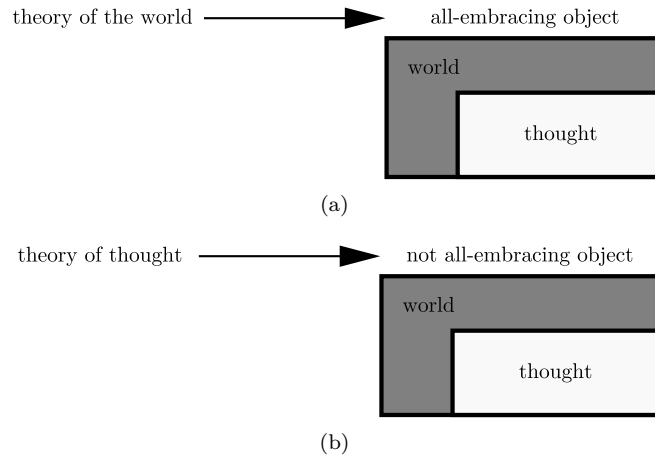 theory of the world all-embracing object
world
thought
(a)
theory of thought not all-embracing object
world
thought
(b)